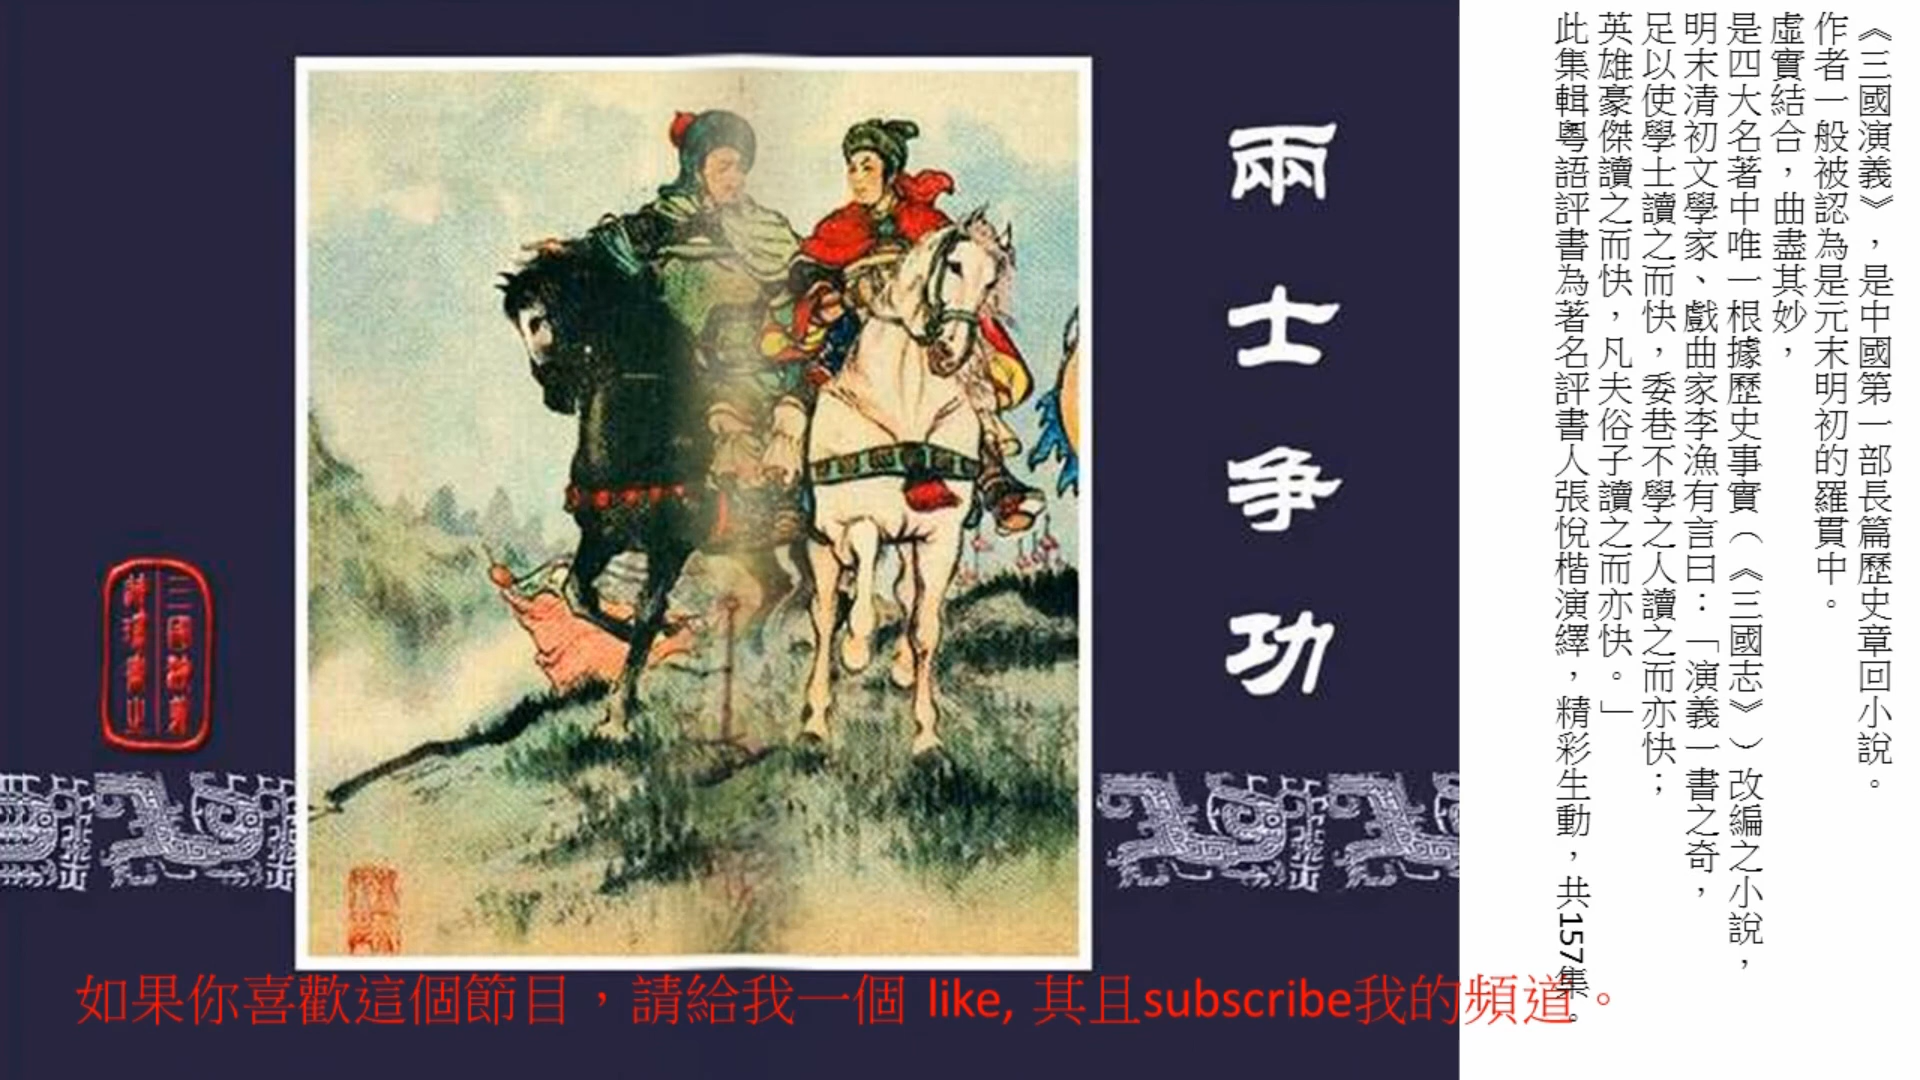 《三國演義》，是中國第一部長篇歷史章回小說。
作者一般被認為是元末明初的羅貫中。
虛實結合，曲盡其妙，
是四大名著中唯一根據歷史事實（《三國志》）改編之小說，
明末清初文學家、戲曲家李漁有言曰：「演義一書之奇，
足以使學士讀之而快，委巷不學之人讀之而亦快；
英雄豪傑讀之而快，凡夫俗子讀之而亦快。」
此集輯粵語評書為著名評書人張悅楷演繹，精彩生動，共157集。
兩士争功
如果你喜歡這個節目，請給我一個 like, 其且subscribe我的頻道。